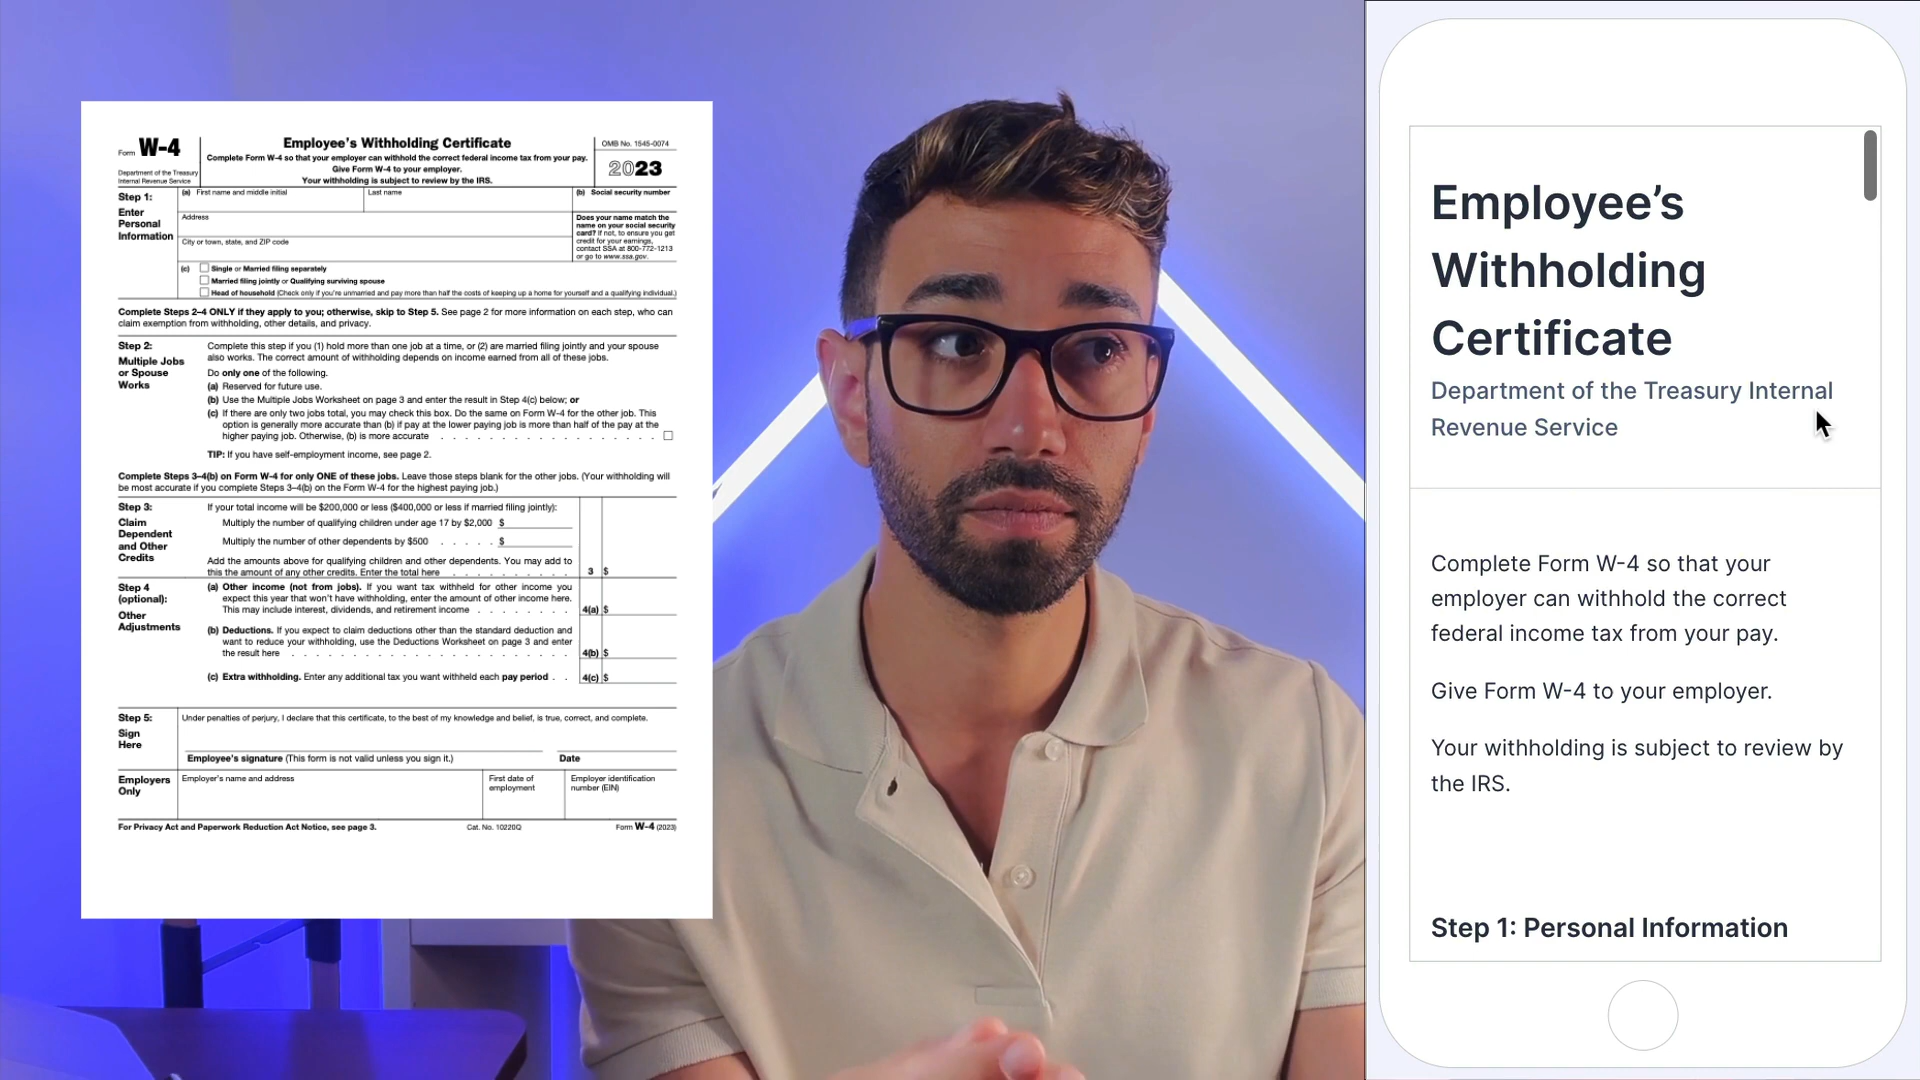 Form W-4
Department of the Treasury
Internal Revenue Service
Employee's Withholding Certificate
Complete Form W-4 so that your employer can withhold the correct federal income tax from your pay.
Give Form W-4 to your employer.
Your withholding is subject to review by the IRS.
OMB No. 1545-0074
2023
Step 1:
Enter
Personal
Information
(a) First name and middle initial
Last name
(b) Social security number
Address
City or town, state, and ZIP code
Does your name match the
name on your social security
card? If not, to ensure you get
credit for your earnings,
contact SSA at 800-772-1213
or go to www.ssa.gov.
(c)
Single or Married filing separately
Married filing jointly or Qualifying surviving spouse
Head of household (Check only if you're unmarried and pay more than half the costs of keeping up a home for yourself and a qualifying individual.)
Complete Steps 2–4 ONLY if they apply to you; otherwise, skip to Step 5. See page 2 for more information on each step, who can
claim exemption from withholding, other details, and privacy.
Step 2:
Multiple Jobs
or Spouse
Works
Complete this step if you (1) hold more than one job at a time, or (2) are married filing jointly and your spouse
also works. The correct amount of withholding depends on income earned from all of these jobs.
Do only one of the following.
(a) Reserved for future use.
(b) Use the Multiple Jobs Worksheet on page 3 and enter the result in Step 4(c) below; or
(c) If there are only two jobs total, you may check this box. Do the same on Form W-4 for the other job. This
option is generally more accurate than (b) if pay at the lower paying job is more than half of the pay at the
higher paying job. Otherwise, (b) is more accurate . . . . . . . . . . . . . . . . . .
TIP: If you have self-employment income, see page 2.
Complete Steps 3–4(b) on Form W-4 for only ONE of these jobs. Leave those steps blank for the other jobs. (Your withholding will
be most accurate if you complete Steps 3–4(b) on the Form W-4 for the highest paying job.)
Step 3:
Claim
Dependent
and Other
Credits
If your total income will be $200,000 or less ($400,000 or less if married filing jointly):
Multiply the number of qualifying children under age 17 by $2,000 $
Multiply the number of other dependents by $500 . . . . . $
Add the amounts above for qualifying children and other dependents. You may add to
this the amount of any other credits. Enter the total here . . . . . . . . . . 3 $
Step 4
(optional):
Other
Adjustments
(a) Other income (not from jobs). If you want tax withheld for other income you
expect this year that won't have withholding, enter the amount of other income here.
This may include interest, dividends, and retirement income . . . . . . . . 4(a) $
(b) Deductions. If you expect to claim deductions other than the standard deduction and
want to reduce your withholding, use the Deductions Worksheet on page 3 and enter
the result here . . . . . . . . . . . . . . . . . . . . . . 4(b) $
(c) Extra withholding. Enter any additional tax you want withheld each pay period . . 4(c) $
Step 5:
Sign
Here
Under penalties of perjury, I declare that this certificate, to the best of my knowledge and belief, is true, correct, and complete.
Employee's signature (This form is not valid unless you sign it.)
Date
Employers
Only
Employer's name and address
First date of
employment
Employer identification
number (EIN)
For Privacy Act and Paperwork Reduction Act Notice, see page 3.
Cat. No. 10220Q
Form W-4 (2023)
Employee's
Withholding
Certificate
Department of the Treasury Internal
Revenue Service
Complete Form W-4 so that your
employer can withhold the correct
federal income tax from your pay.
Give Form W-4 to your employer.
Your withholding is subject to review by
the IRS.
Step 1: Personal Information